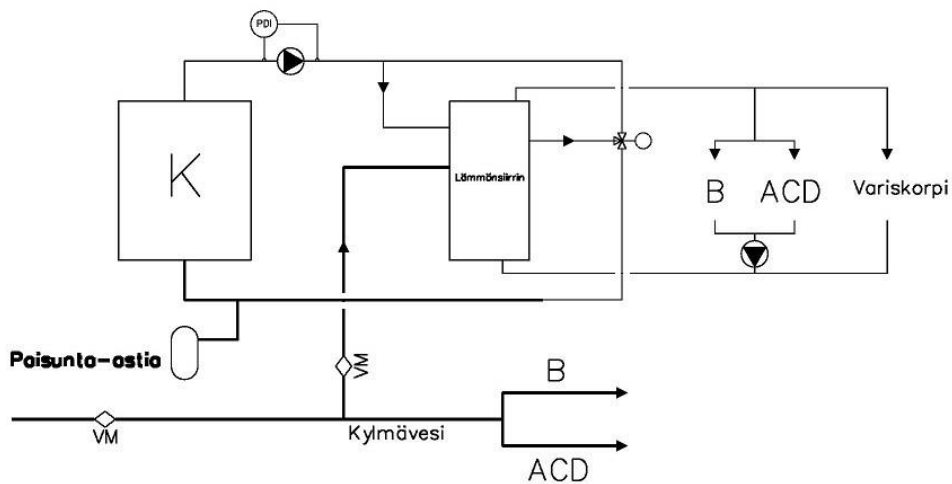 PDI
K
Lämmönsiirrin
B ACD Variskorpi
Paisunta-astia
VM
B
VM
Kylmävesi
ACD